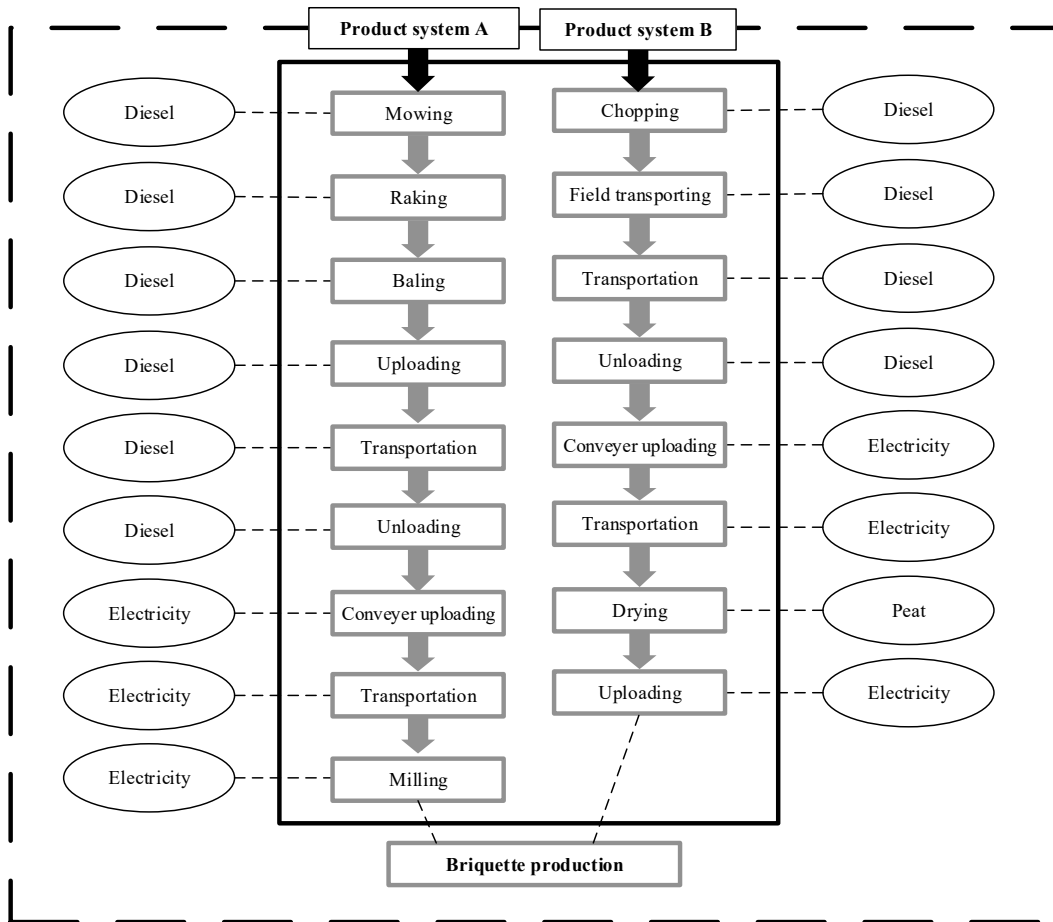 Product system A
Product system B
Diesel
Mowing
Chopping
Diesel
Diesel
Raking
Field transporting
Diesel
Diesel
Baling
Transportation
Diesel
Diesel
Uploading
Unloading
Diesel
Diesel
Transportation
Conveyer uploading
Electricity
Diesel
Unloading
Transportation
Electricity
Electricity
Conveyer uploading
Drying
Peat
Electricity
Transportation
Uploading
Electricity
Electricity
Milling
Briquette production